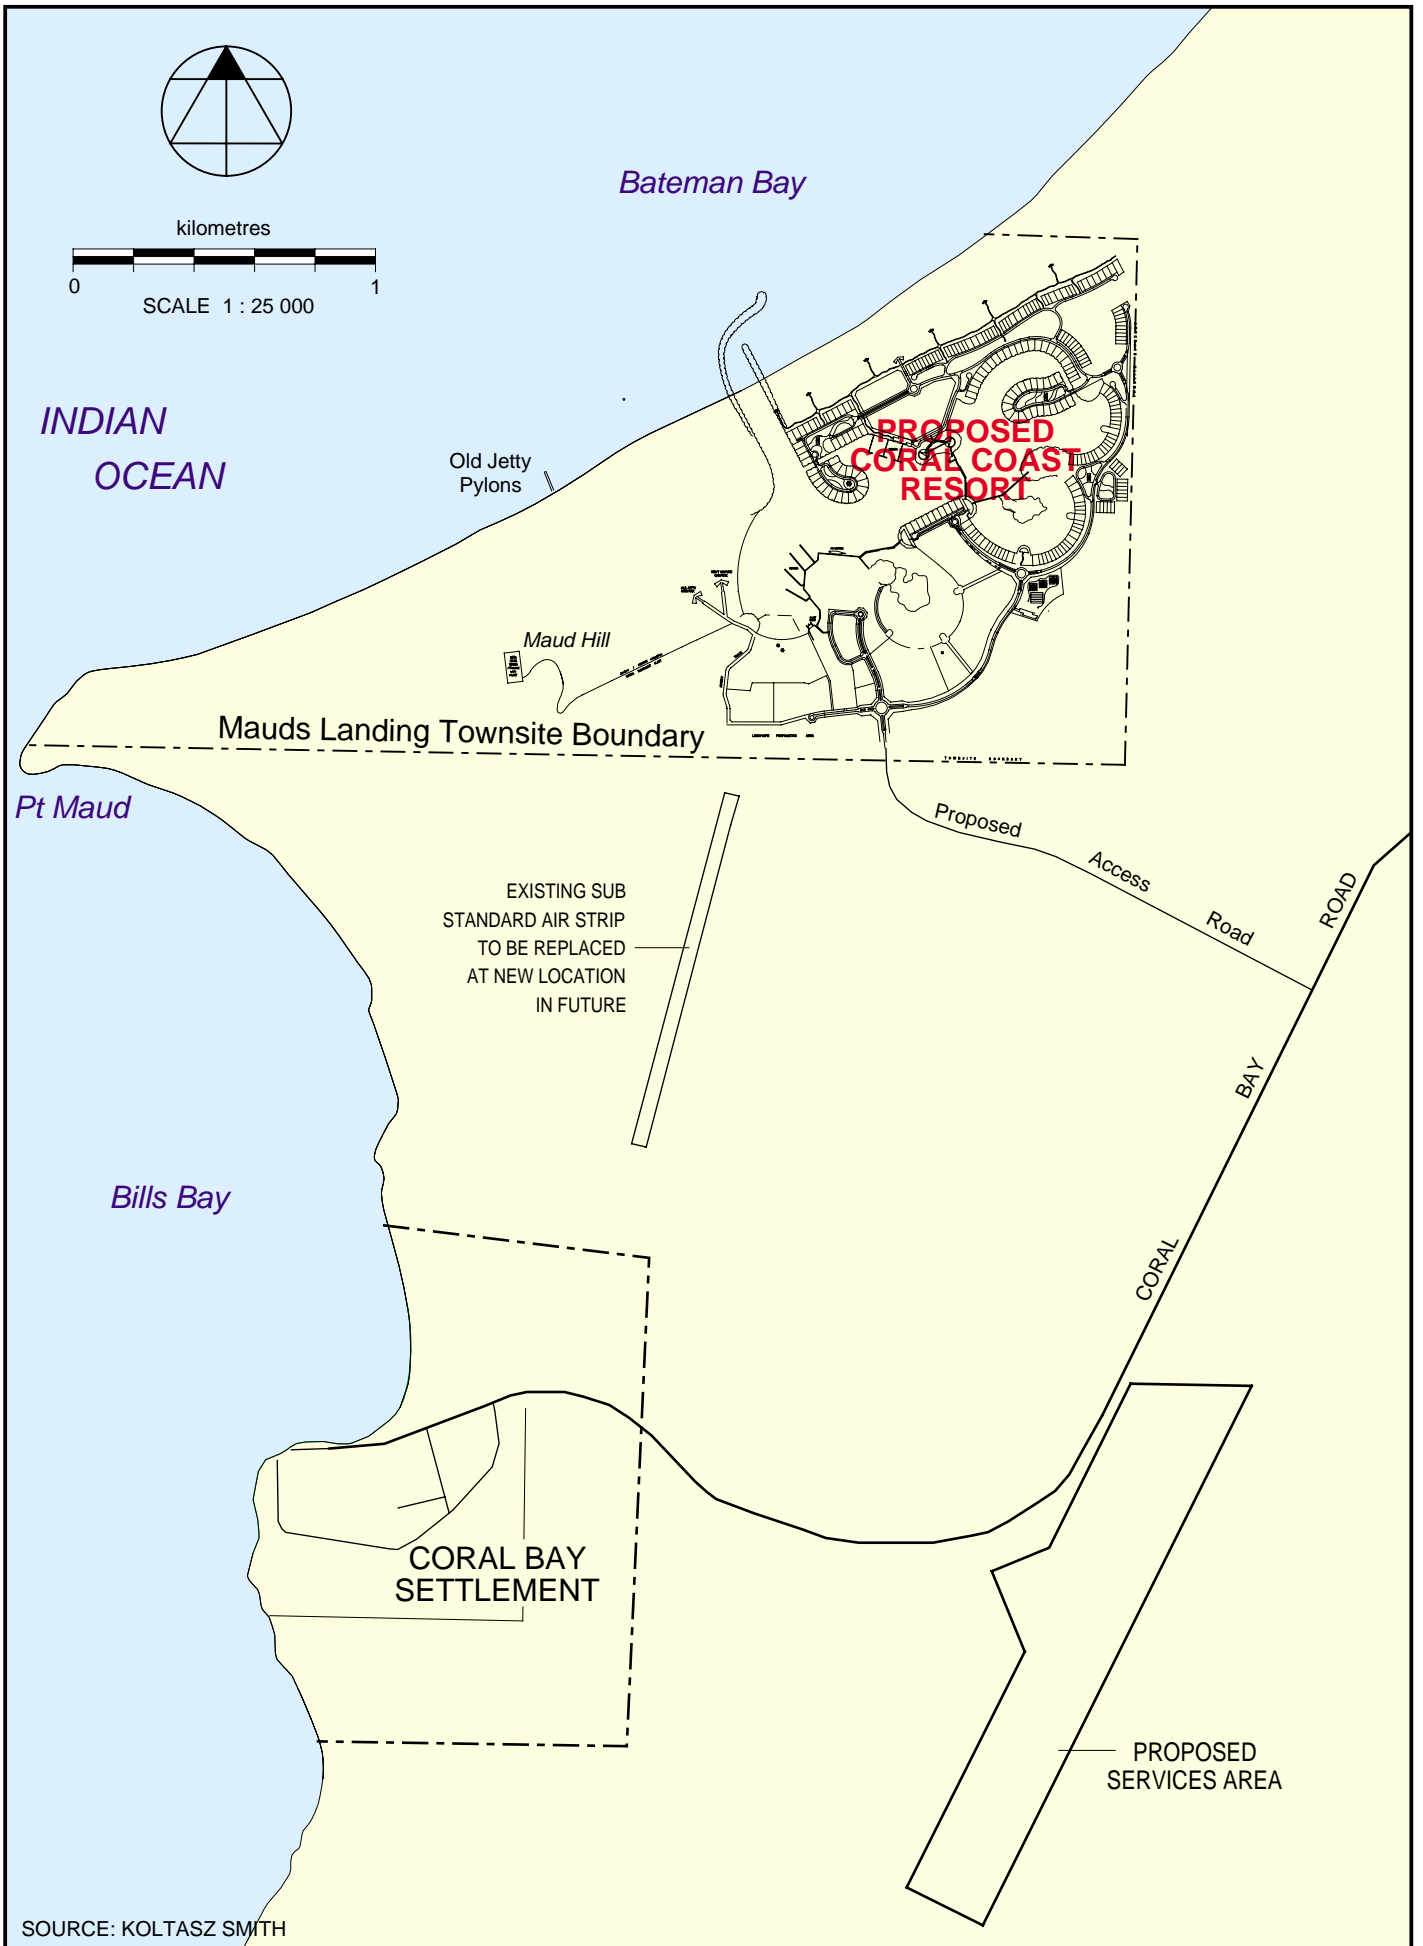 Bateman Bay
kilometres
0 1
SCALE 1 : 25 000
INDIAN
OCEAN
PROPOSED
CORAL COAST
RESORT
Old Jetty
Pylons
Maud Hill
Mauds Landing Townsite Boundary
TOWNSITE BOUNDARY
Pt Maud
Proposed
Access
Road
EXISTING SUB
STANDARD AIR STRIP
TO BE REPLACED
AT NEW LOCATION
IN FUTURE
CORAL BAY ROAD
Bills Bay
CORAL BAY
SETTLEMENT
PROPOSED
SERVICES AREA
SOURCE: KOLTASZ SMITH